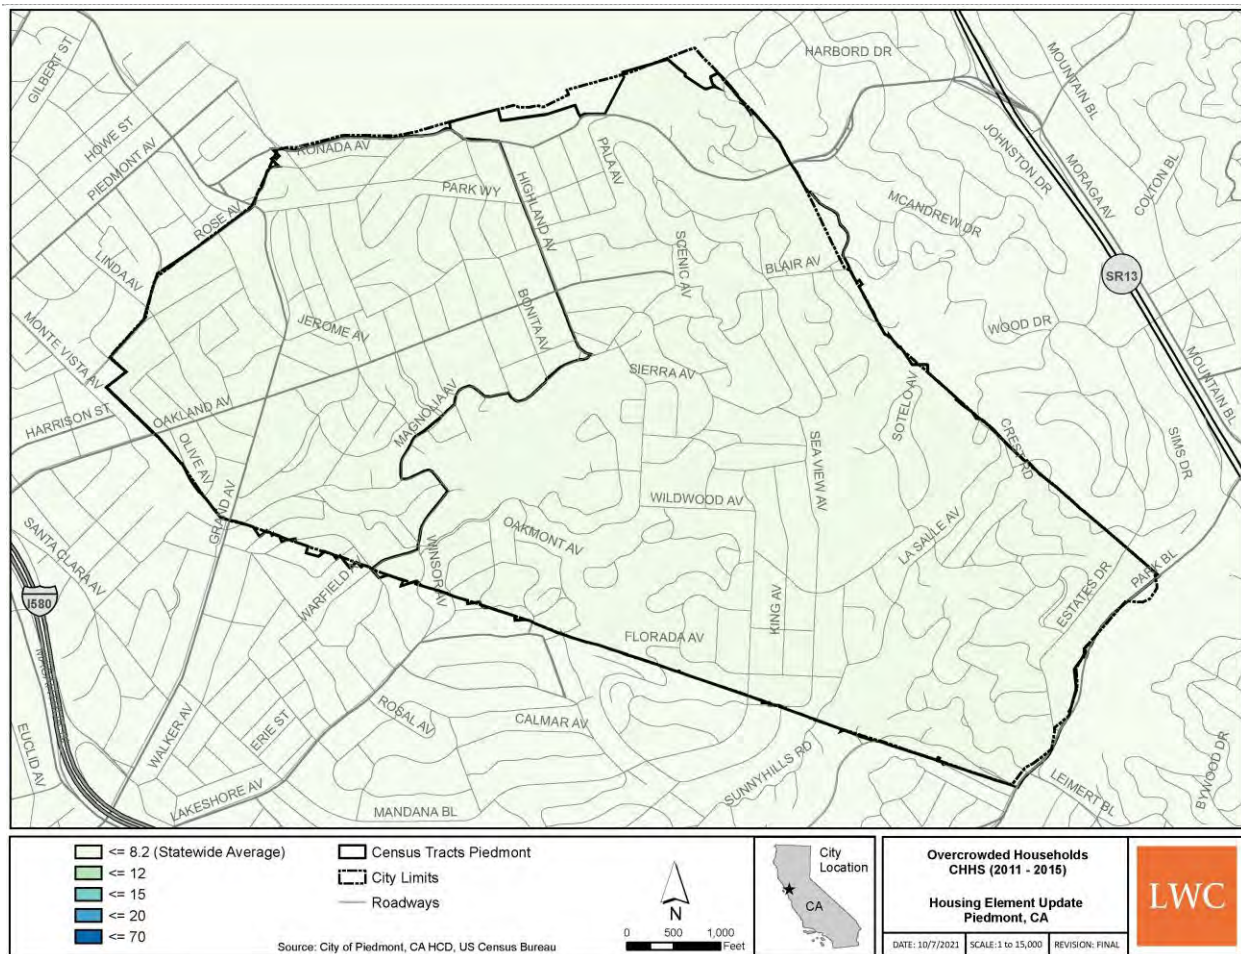 GILBERT ST
HOWE ST
PIEDMONT AV
ROSE AV
LINDA AV
MONTE VISTA AV
HARRISON ST
OAKLAND AV
OLIVE AV
GRAND AV
SANTA CLARA AV
I580
EUCLID AV
WALKER AV
ERIE ST
LAKESHORE AV
WARFIELD
RONADA AV
PARK WY
HIGHLAND AV
PALA AV
SCENIC AV
BLAIR AV
JEROME AV
BONITA AV
MAGNOLIA AV
SIERRA AV
SEA VIEW AV
SOTELO AV
WILDWOOD AV
OAKMONT AV
WINSOR AV
LA SALLE AV
KING AV
FLORADA AV
ESTATES DR
CREST RD
PARK BL
ROSAL AV
CALMAR AV
MANDANA BL
SUNNYHILLS RD
LEIMERT BL
BYWOOD DR
HARBORD DR
MOUNTAIN BL
JOHNSTON DR
MORAGA AV
COLTON BL
MCANDREW DR
SR13
WOOD DR
MOUNTAIN BL
SIMS DR
<= 8.2 (Statewide Average)
<= 12
<= 15
<= 20
<= 70
Census Tracts Piedmont
City Limits
Roadways
Source: City of Piedmont, CA HCD, US Census Bureau
N
0 500 1,000
Feet
City
Location
CA
Overcrowded Households
CHHS (2011 - 2015)
Housing Element Update
Piedmont, CA
DATE: 10/7/2021 SCALE:1 to 15,000 REVISION: FINAL
LWC